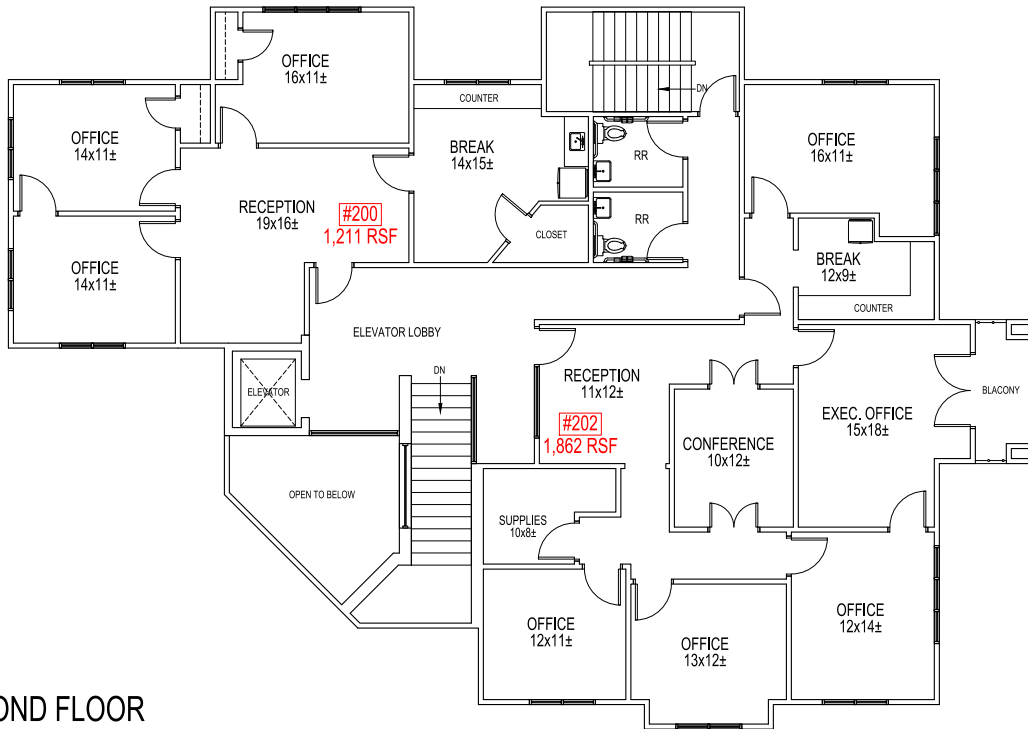 OFFICE
16x11±
COUNTER
DN
OFFICE
14x11±
BREAK
14x15±
RR
OFFICE
16x11±
RECEPTION
19x16±
#200
1,211 RSF
RR
CLOSET
OFFICE
14x11±
BREAK
12x9±
COUNTER
ELEVATOR LOBBY
ELEVATOR
DN
RECEPTION
11x12±
#202
1,862 RSF
BLACONY
EXEC. OFFICE
15x18±
CONFERENCE
10x12±
OPEN TO BELOW
SUPPLIES
10x8±
OFFICE
12x11±
OFFICE
13x12±
OFFICE
12x14±
OND FLOOR